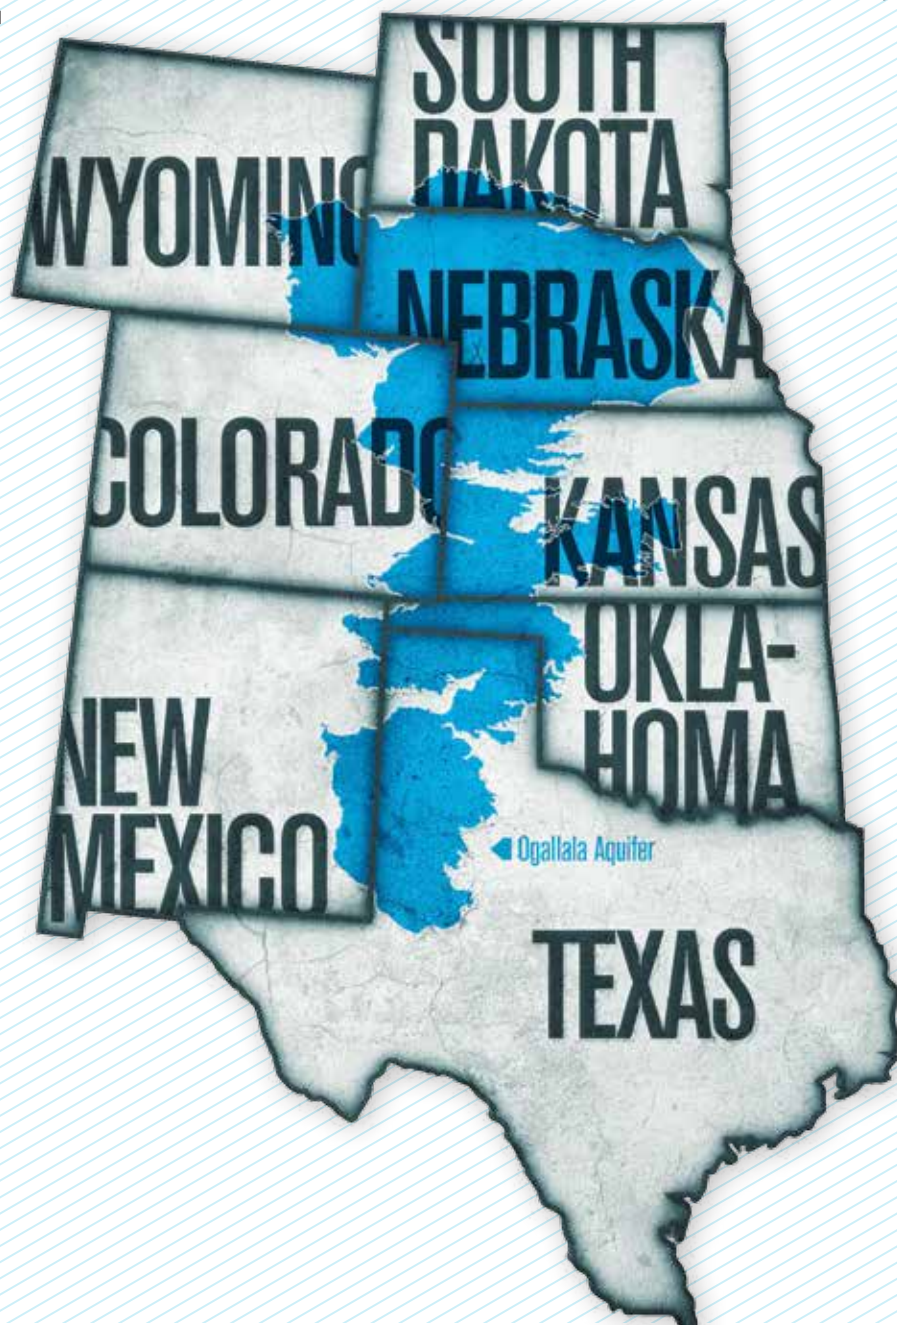 SOUTH
DAKOTA
WYOMING
NEBRASKA
COLORADO
KANSAS
OKLA-
HOMA
NEW
MEXICO
Ogallala Aquifer
TEXAS